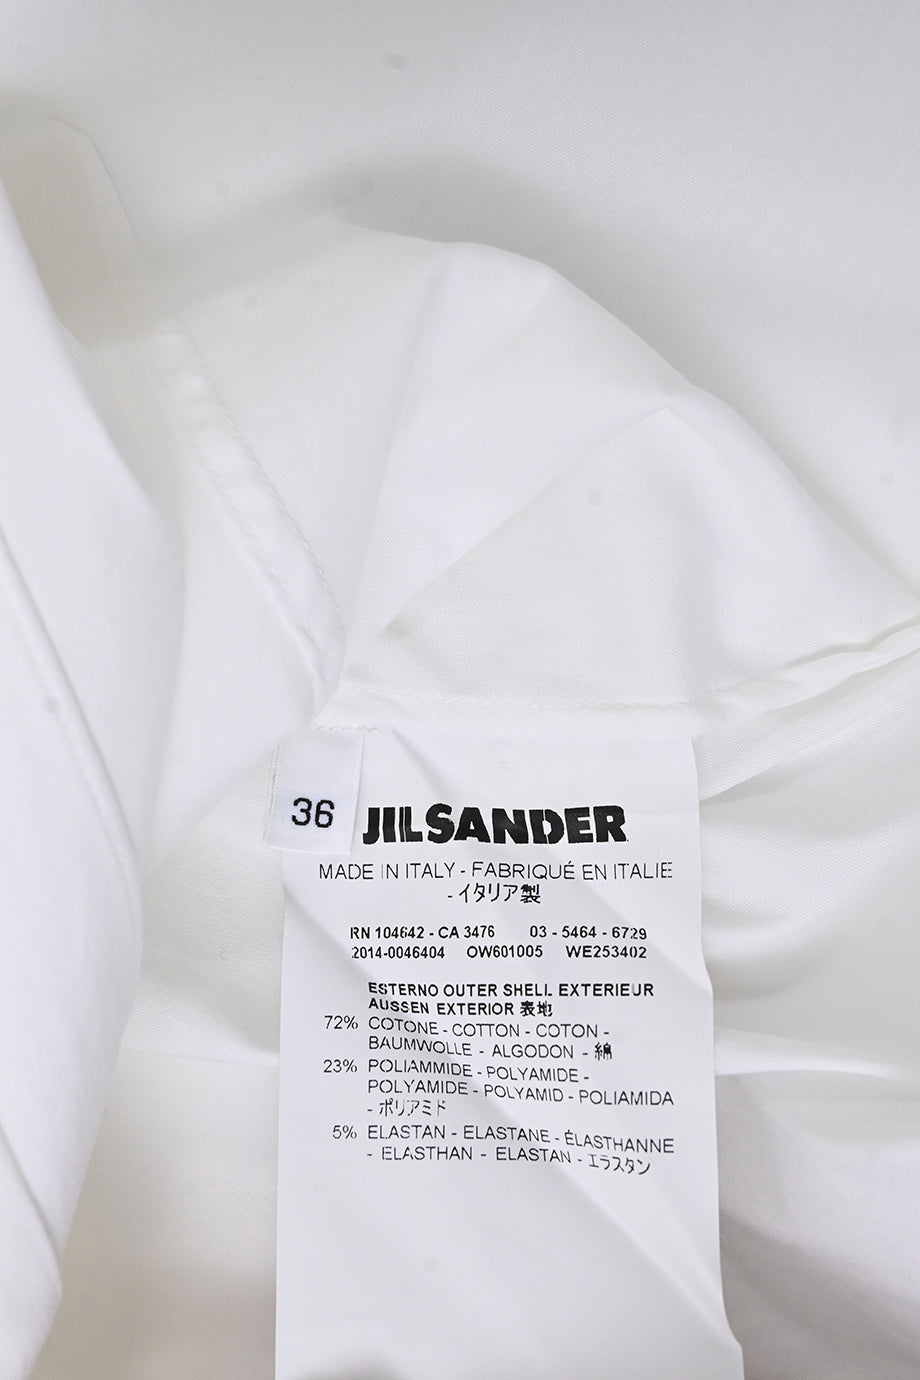 36
JIL SANDER
MADE IN ITALY - FABRIQUÉ EN ITALIE
- イタリア製
RN 104642 - CA 3476 03 - 5464 - 6729
2014-0046404 OW601005 WE253402
ESTERNO OUTER SHELL EXTERIEUR
AUSSEN EXTERIOR 表地
72% COTONE - COTTON - COTON -
BAUMWOLLE - ALGODON - 綿
23% POLIAMMIDE - POLYAMIDE -
POLYAMIDE - POLYAMID - POLIAMIDA
- ポリアミド
5% ELASTAN - ELASTANE - ÉLASTHANNE
- ELASTHAN - ELASTAN - エラスタン